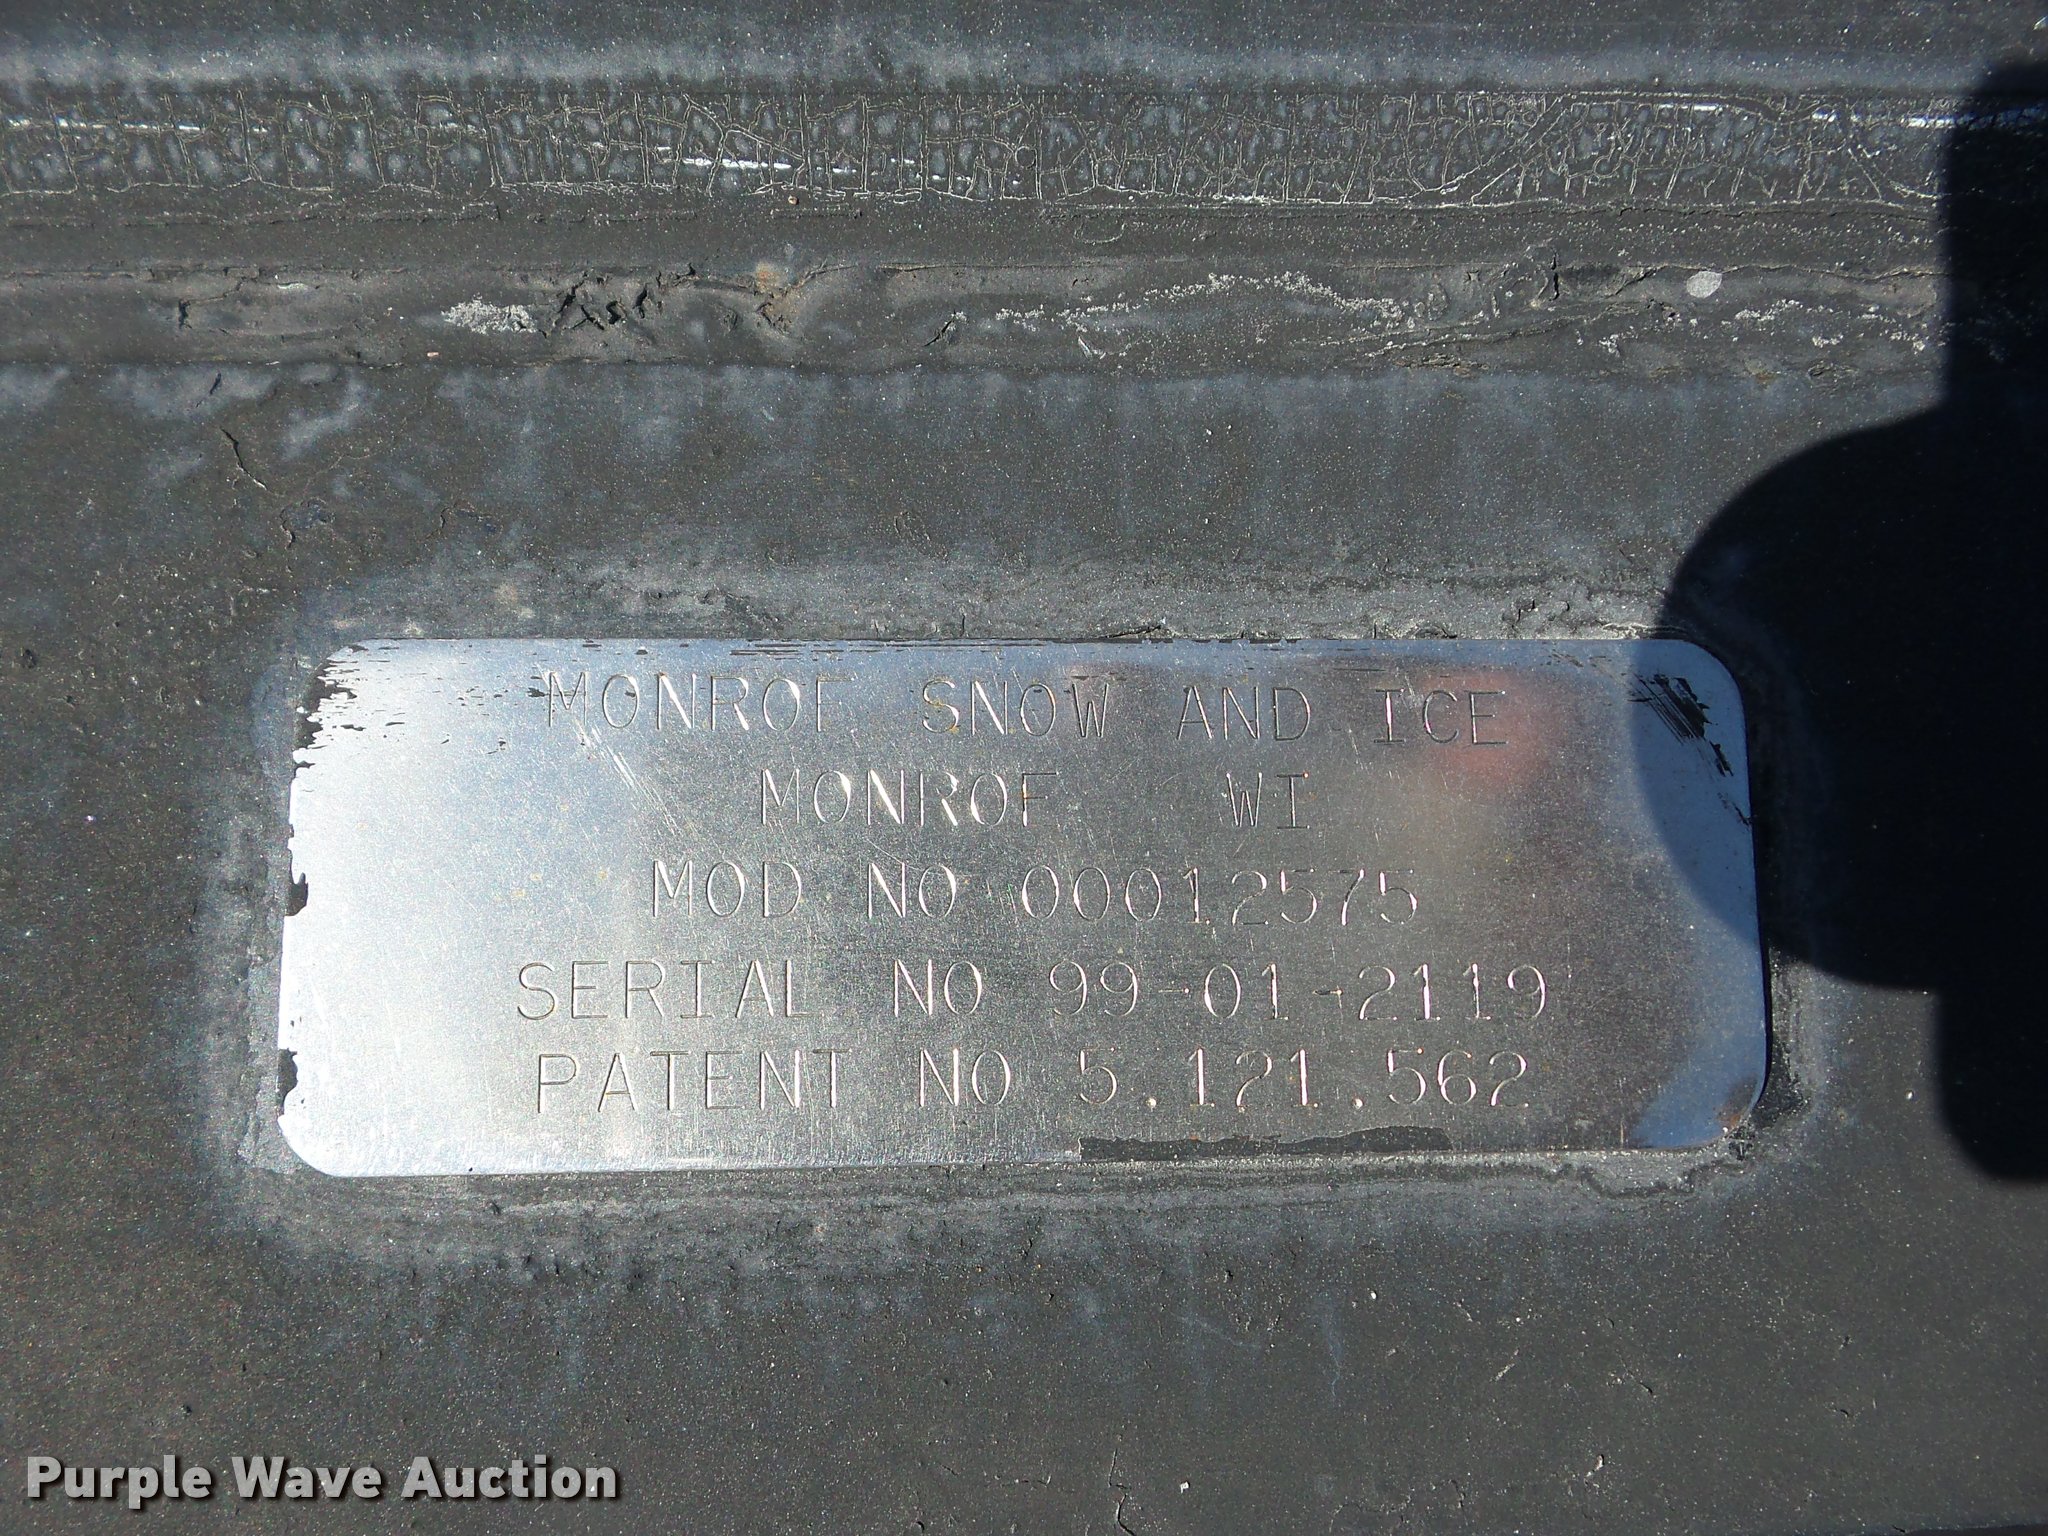 MONROE SNOW AND ICE
MONROE WI
MOD NO 00012575
SERIAL NO 99-01-2119
PATENT NO 5.121.562
Purple Wave Auction